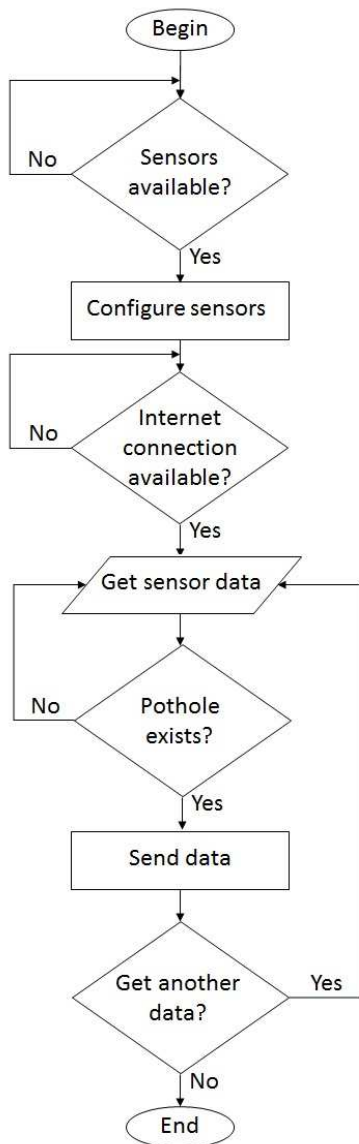 Begin
No
Sensors
available?
Yes
Configure sensors
No
Internet
connection
available?
Yes
Get sensor data
No
Pothole
exists?
Yes
Send data
Get another
data?
Yes
No
End